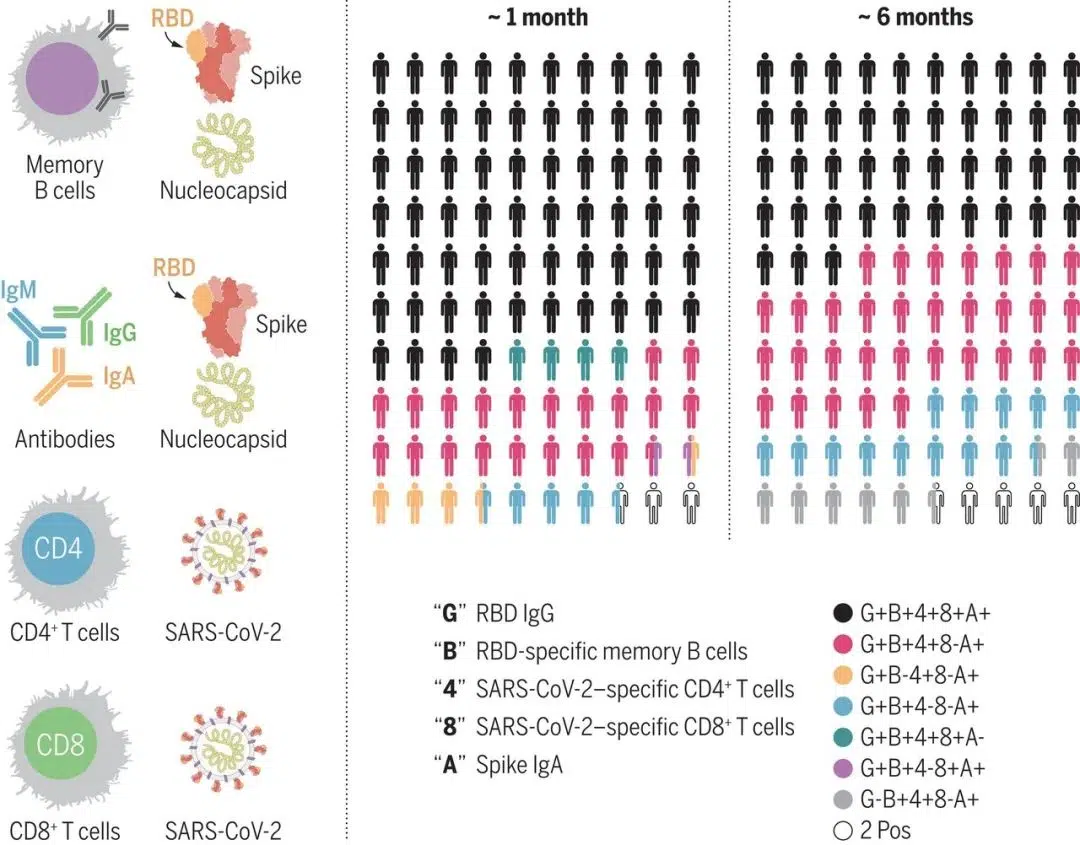 ~ 1 month
~ 6 months
RBD
Spike
Memory
B cells
Nucleocapsid
RBD
IgM
IgG
Spike
IgA
Antibodies
Nucleocapsid
CD4
CD4+ T cells
SARS-CoV-2
CD8
CD8+ T cells
SARS-CoV-2
“G” RBD IgG
“B” RBD-specific memory B cells
“4” SARS-CoV-2–specific CD4+ T cells
“8” SARS-CoV-2–specific CD8+ T cells
“A” Spike IgA
G+B+4+8+A+
G+B+4+8-A+
G+B-4+8-A+
G+B+4-8-A+
G+B+4+8+A-
G+B+4-8+A+
G-B+4+8-A+
2 Pos